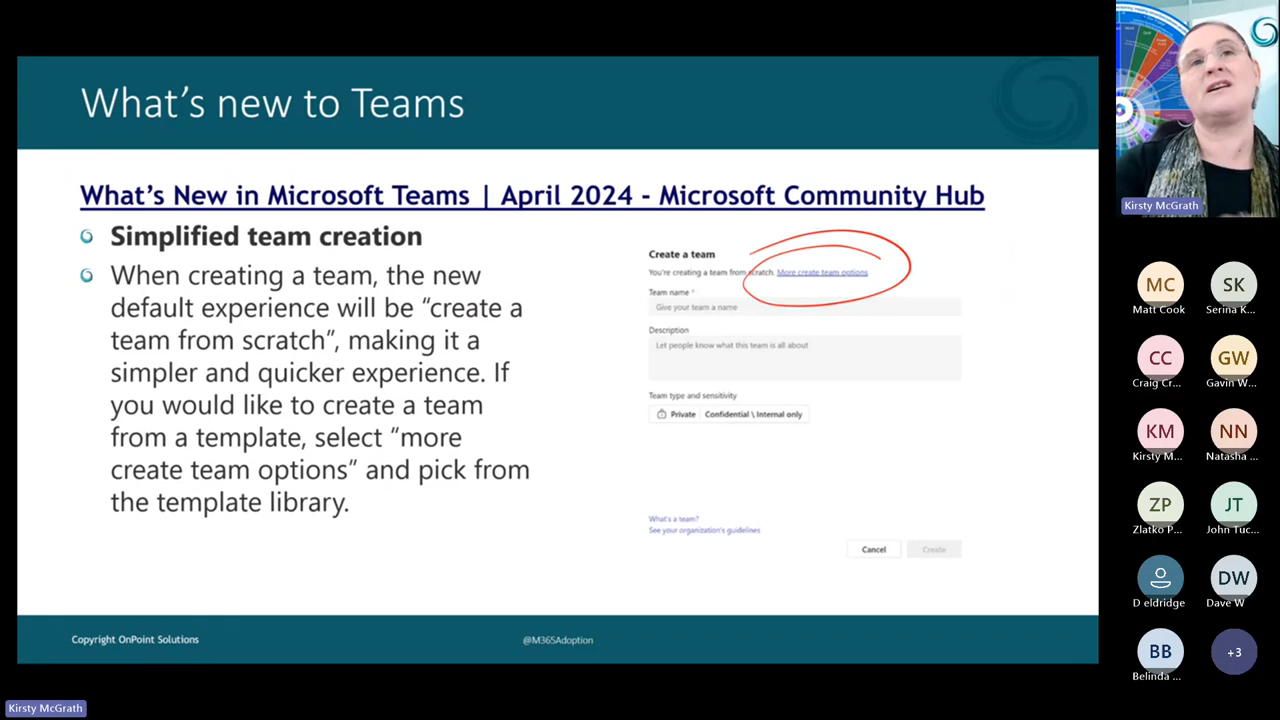 What's new to Teams
What's New in Microsoft Teams | April 2024 - Microsoft Community Hub
Simplified team creation
When creating a team, the new
default experience will be “create a
team from scratch”, making it a
simpler and quicker experience. If
you would like to create a team
from a template, select “more
create team options” and pick from
the template library.
Create a team
You're creating a team from scratch. More create team options
Team name *
Give your team a name
Description
Let people know what this team is all about
Team type and sensitivity
Private Confidential \ Internal only
What's a team?
See your organization's guidelines
Cancel Create
Copyright OnPoint Solutions
@M365Adoption
Kirsty McGrath
MC SK
Matt Cook Serina K...
CC GW
Craig Cr... Gavin W...
KM NN
Kirsty M... Natasha ...
ZP JT
Zlatko P... John Tuc...
DW
D eldridge Dave W
BB +3
Belinda ...
Kirsty McGrath